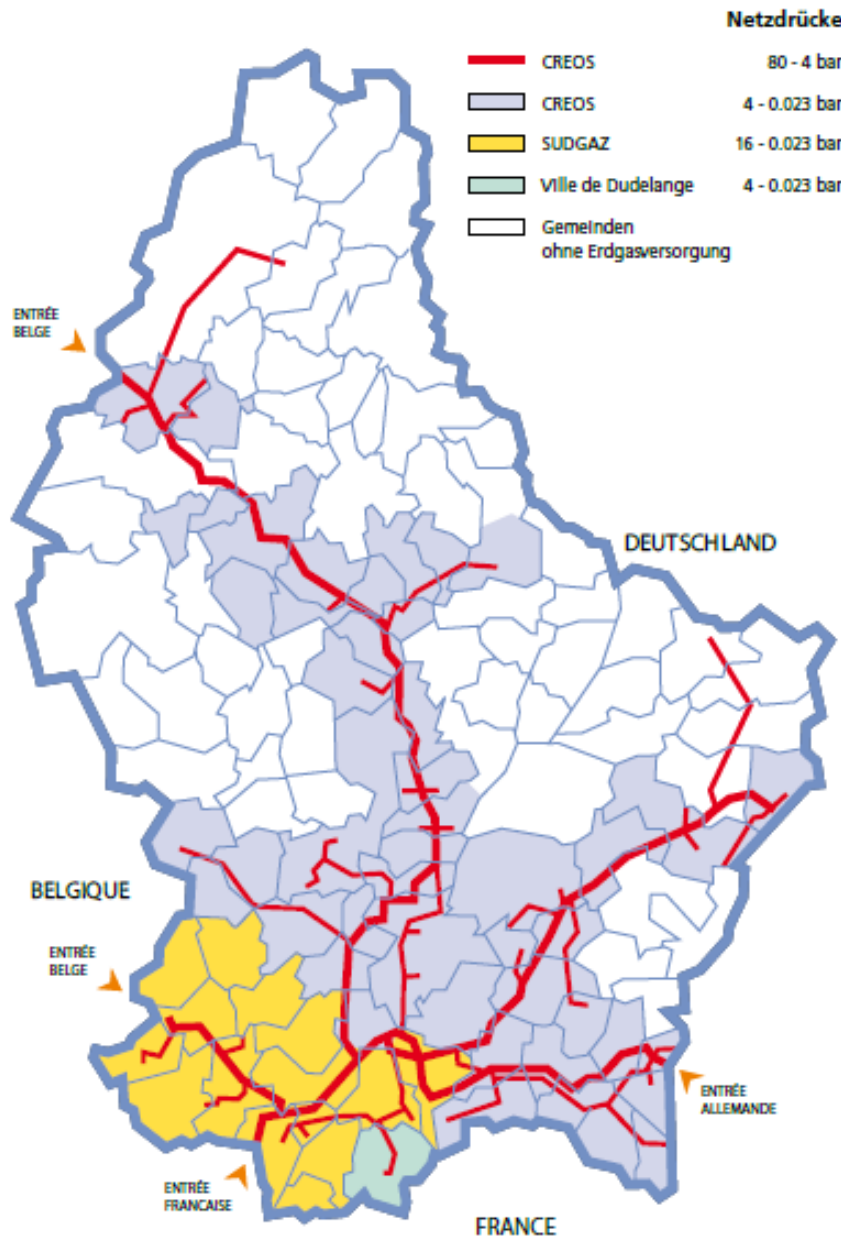 Netzdrücke
CREOS 80 - 4 bar
CREOS 4 - 0.023 bar
SUDGAZ 16 - 0.023 bar
Ville de Dudelange 4 - 0.023 bar
Gemeinden
ohne Erdgasversorgung
ENTRÉE
BELGE
DEUTSCHLAND
BELGIQUE
ENTRÉE
BELGE
ENTRÉE
ALLEMANDE
ENTRÉE
FRANCAISE
FRANCE